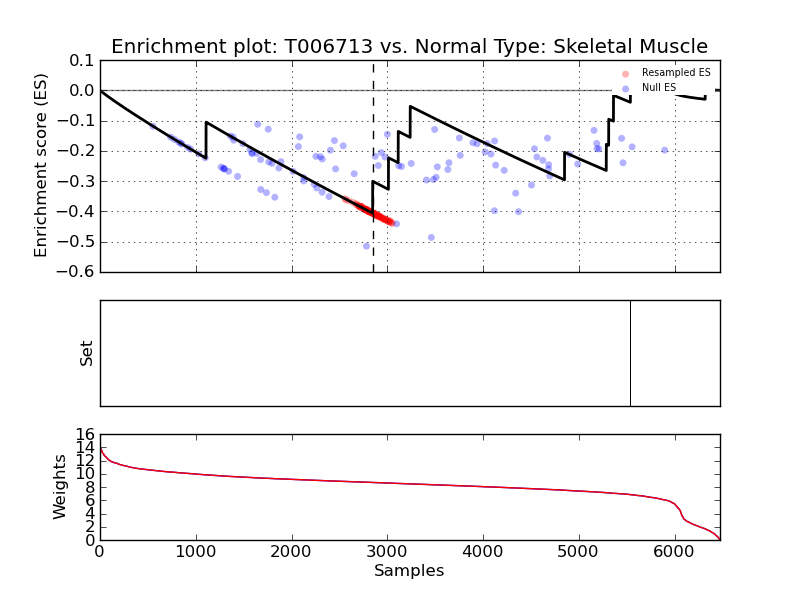 Enrichment plot: T006713 vs. Normal Type: Skeletal Muscle
0.1
0.0
−0.1
−0.2
−0.3
−0.4
−0.5
−0.6
Enrichment score (ES)
Resampled ES
Null ES
Set
16
14
12
10
8
6
4
2
0
Weights
0 1000 2000 3000 4000 5000 6000
Samples